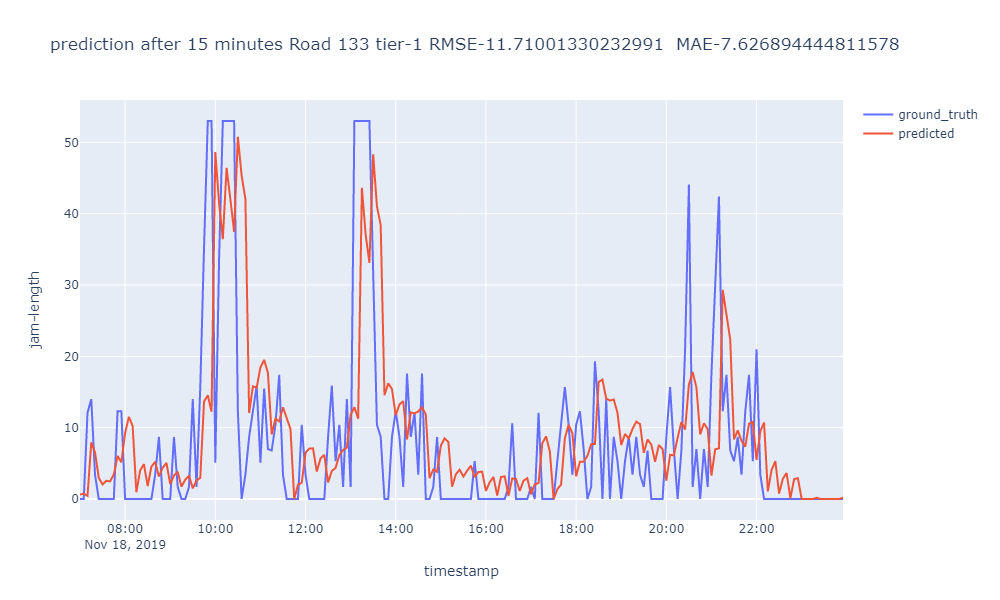 prediction after 15 minutes Road 133 tier-1 RMSE-11.71001330232991  MAE-7.626894444811578
ground_truth
predicted
50
40
30
20
10
0
jam-length
08:00 10:00 12:00 14:00 16:00 18:00 20:00 22:00
Nov 18, 2019
timestamp